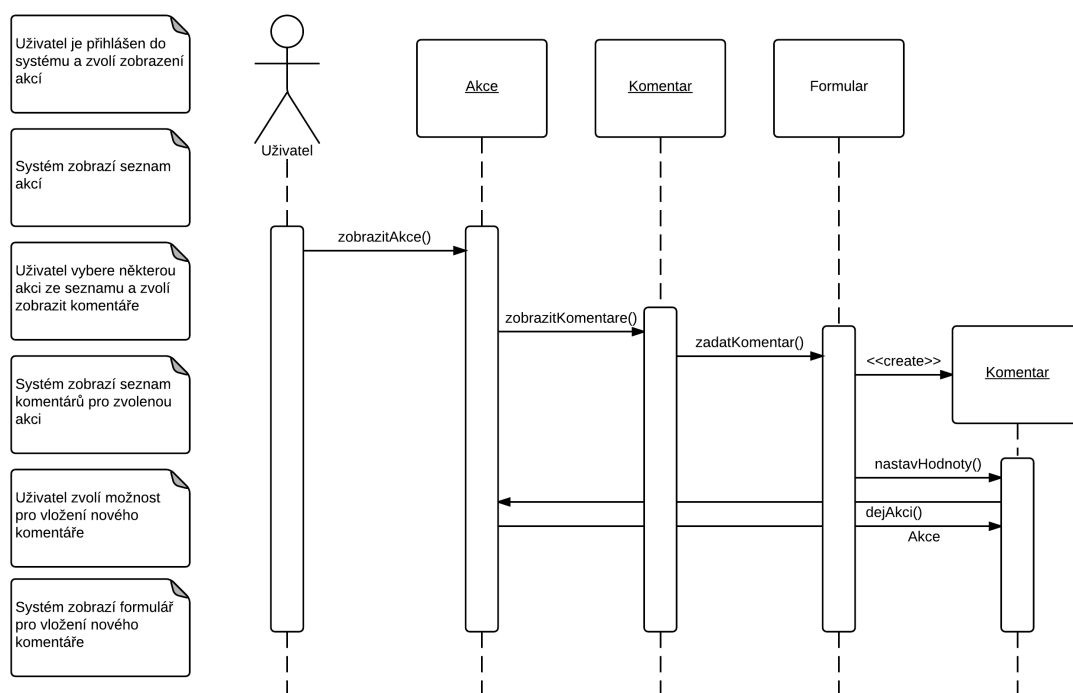 Uživatel je přihlášen do
systému a zvolí zobrazení
akcí
Systém zobrazí seznam
akcí
Uživatel vybere některou
akci ze seznamu a zvolí
zobrazit komentáře
Systém zobrazí seznam
komentárů pro zvolenou
akci
Uživatel zvolí možnost
pro vložení nového
komentáře
Systém zobrazí formulář
pro vložení nového
komentáře
Uživatel
Akce
Komentar
Formular
zobrazitAkce()
zobrazitKomentare()
zadatKomentar()
<<create>>
Komentar
nastavHodnoty()
dejAkci()
Akce